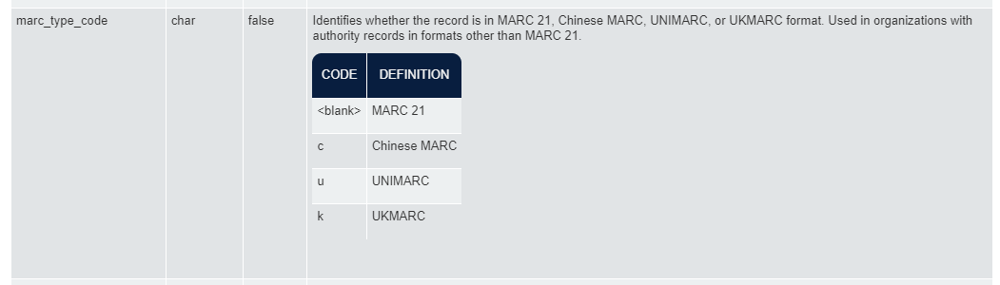 marc_type_code char false Identifies whether the record is in MARC 21, Chinese MARC, UNIMARC, or UKMARC format. Used in organizations with
authority records in formats other than MARC 21.
CODE DEFINITION
<blank> MARC 21
c Chinese MARC
u UNIMARC
k UKMARC